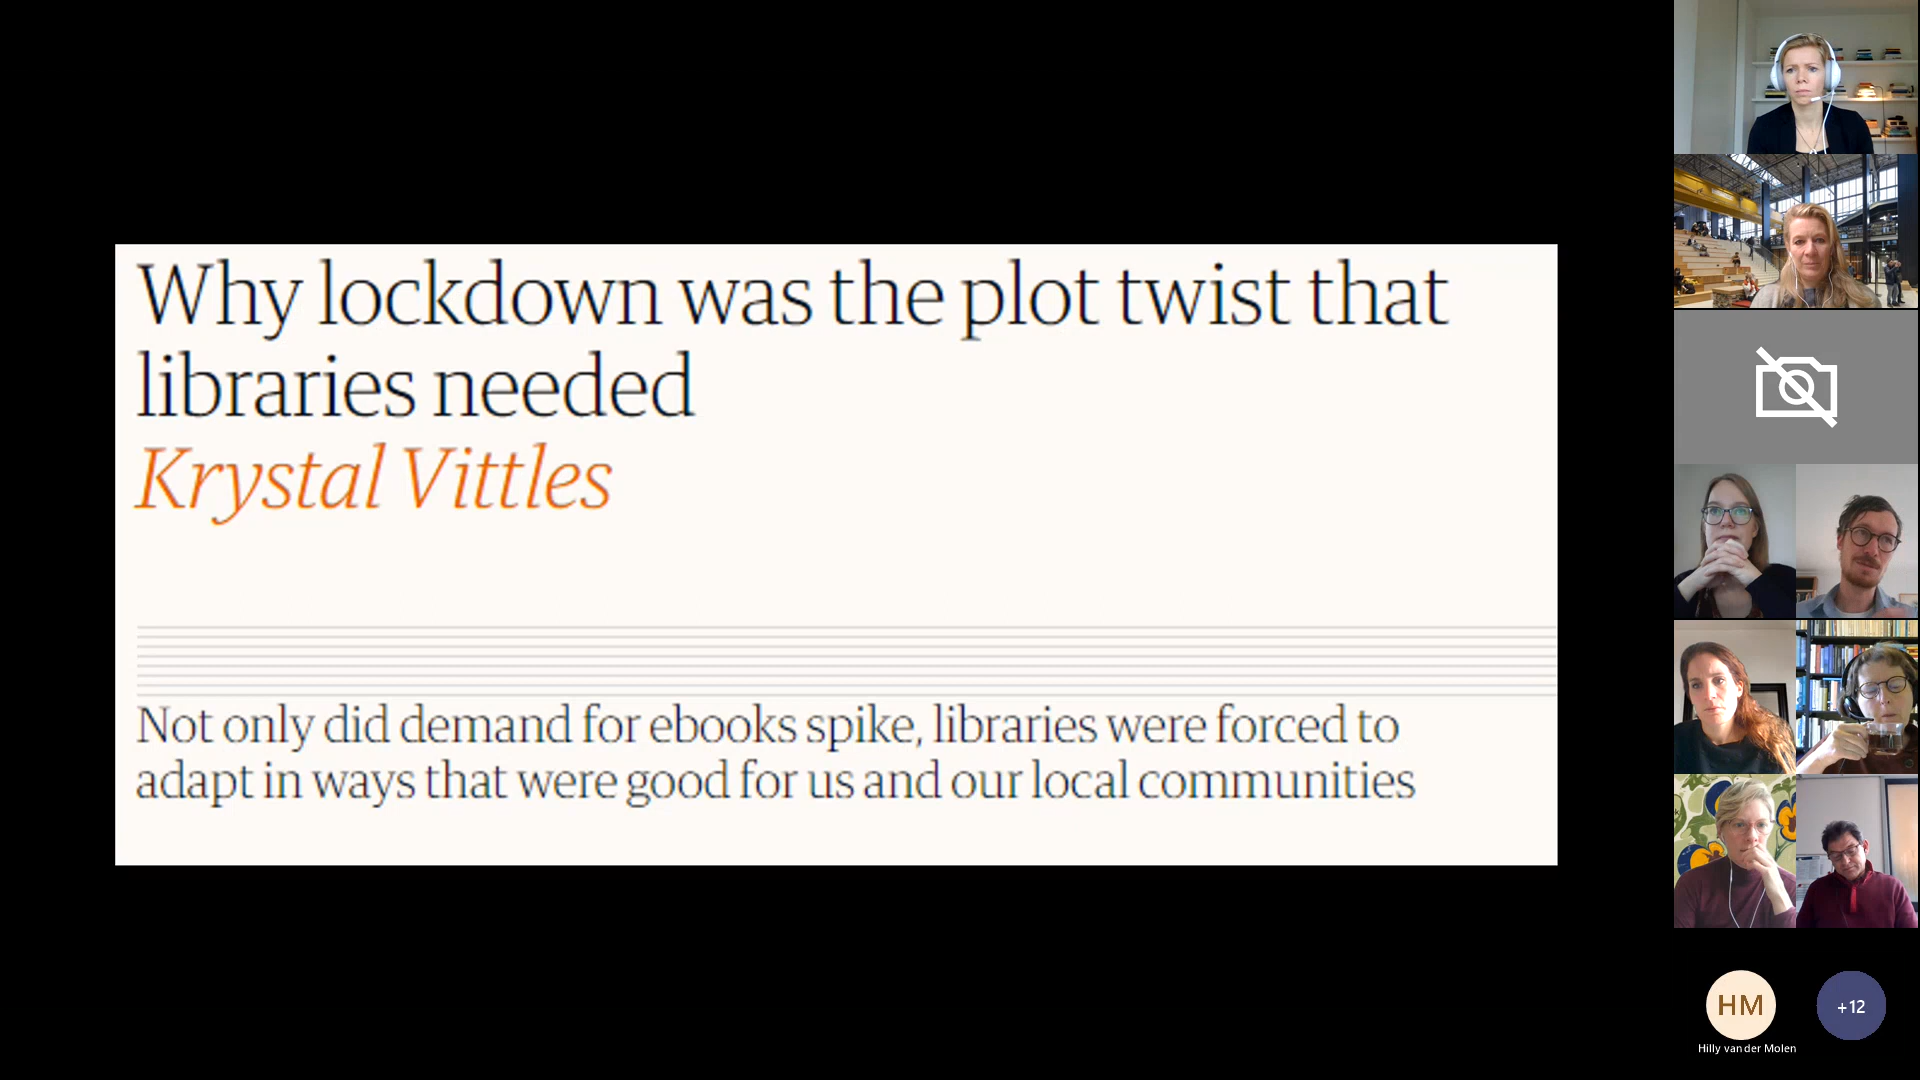 Why lockdown was the plot twist that
libraries needed
Krystal Vittles
Not only did demand for ebooks spike, libraries were forced to
adapt in ways that were good for us and our local communities
HM
+12
Hilly van der Molen